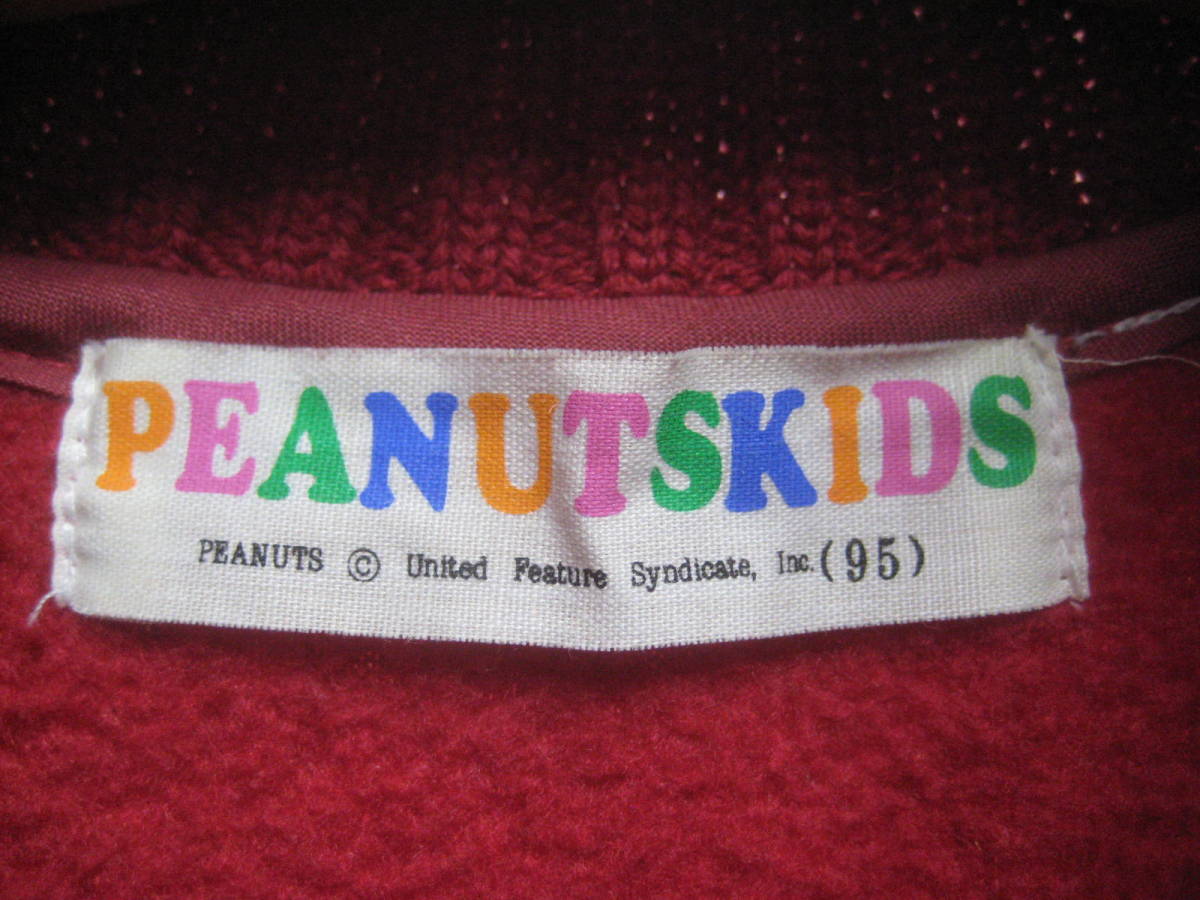 PEANUTSKIDS
PEANUTS © United Feature Syndicate, Inc.(95)